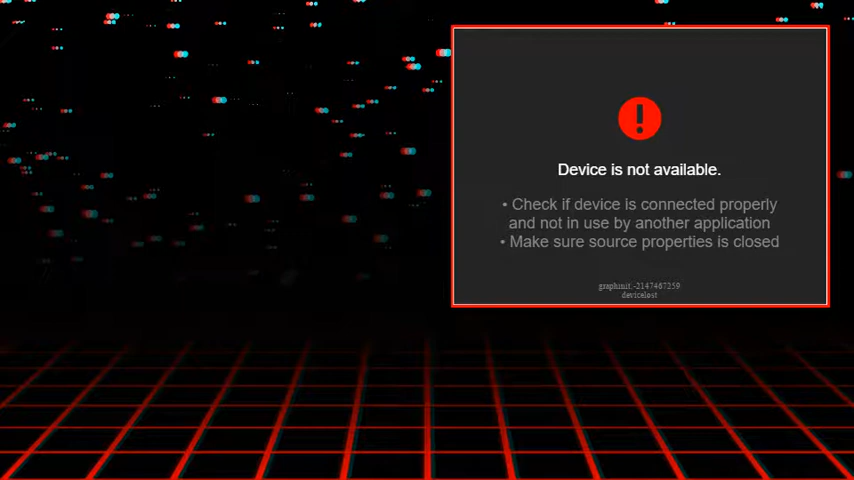 Device is not available.
• Check if device is connected properly
and not in use by another application
• Make sure source properties is closed
graphinit:-2147467259
devicelost